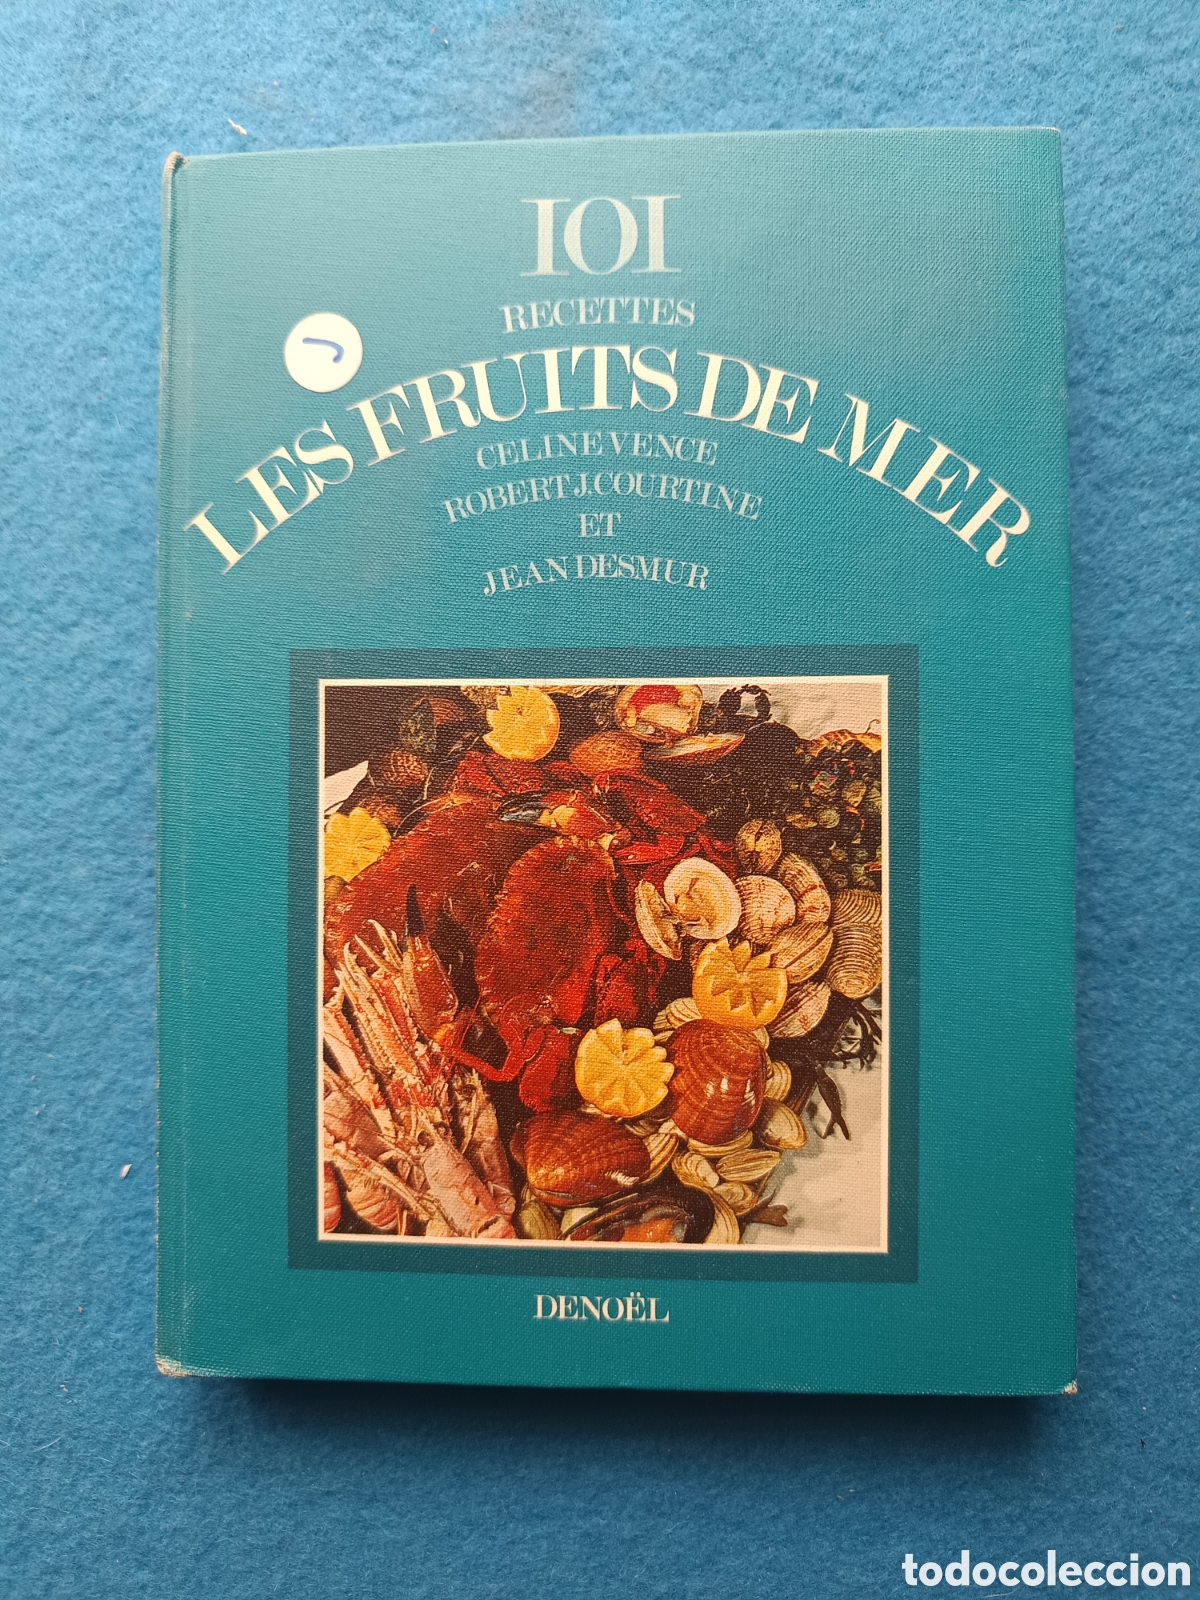 101
RECETTES
J
LES FRUITS DE MER
CELINE VENCE
ROBERT J. COURTINE
ET
JEAN DESMUR
DENOËL
todocoleccion